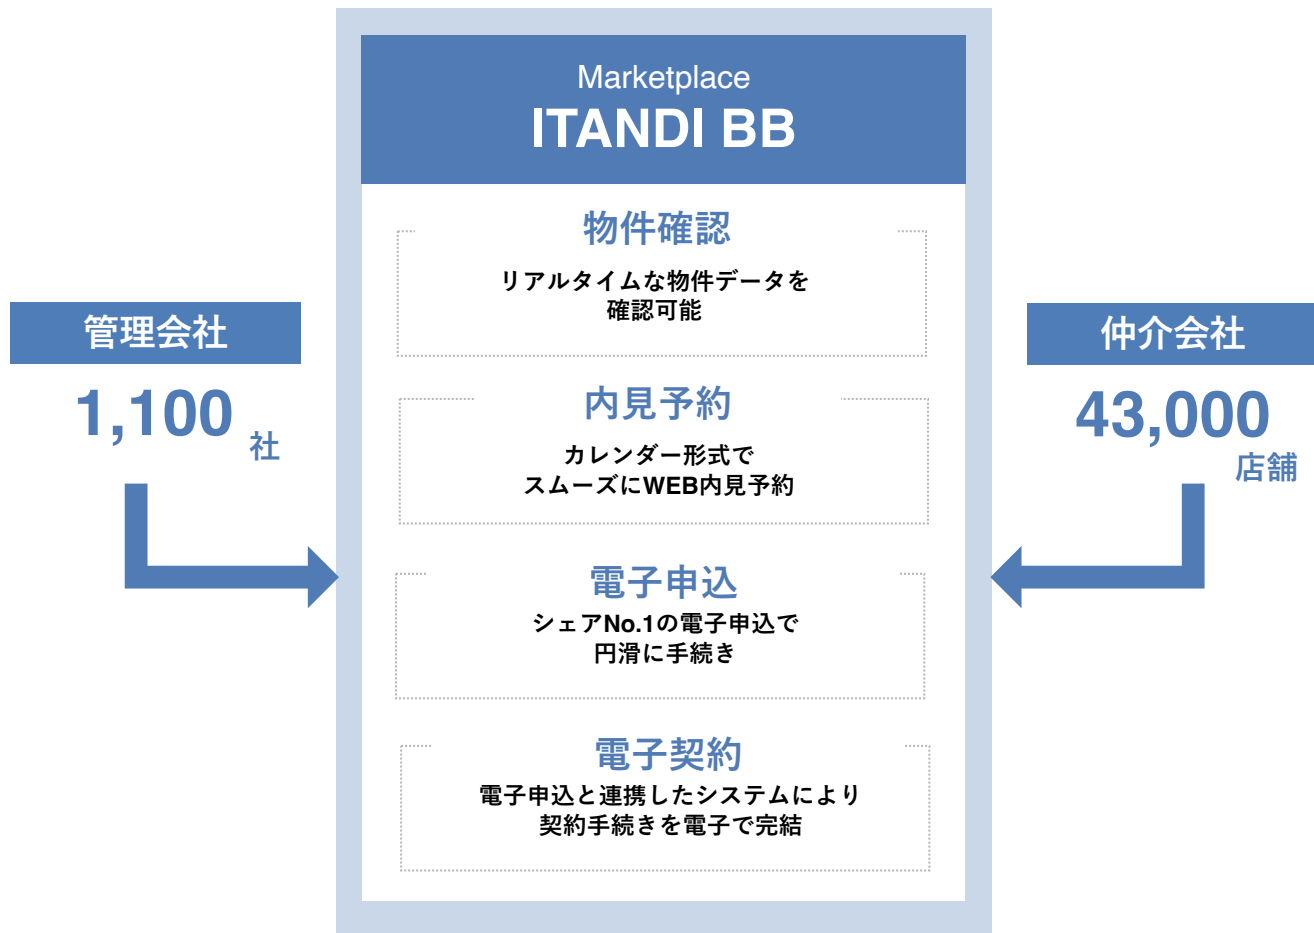 Marketplace
ITANDI BB
物件確認
リアルタイムな物件データを
確認可能
内見予約
カレンダー形式で
スムーズにWEB内見予約
電子申込
シェアNo.1の電子申込で
円滑に手続き
電子契約
電子申込と連携したシステムにより
契約手続きを電子で完結
管理会社
1,100 社
仲介会社
43,000
店舗